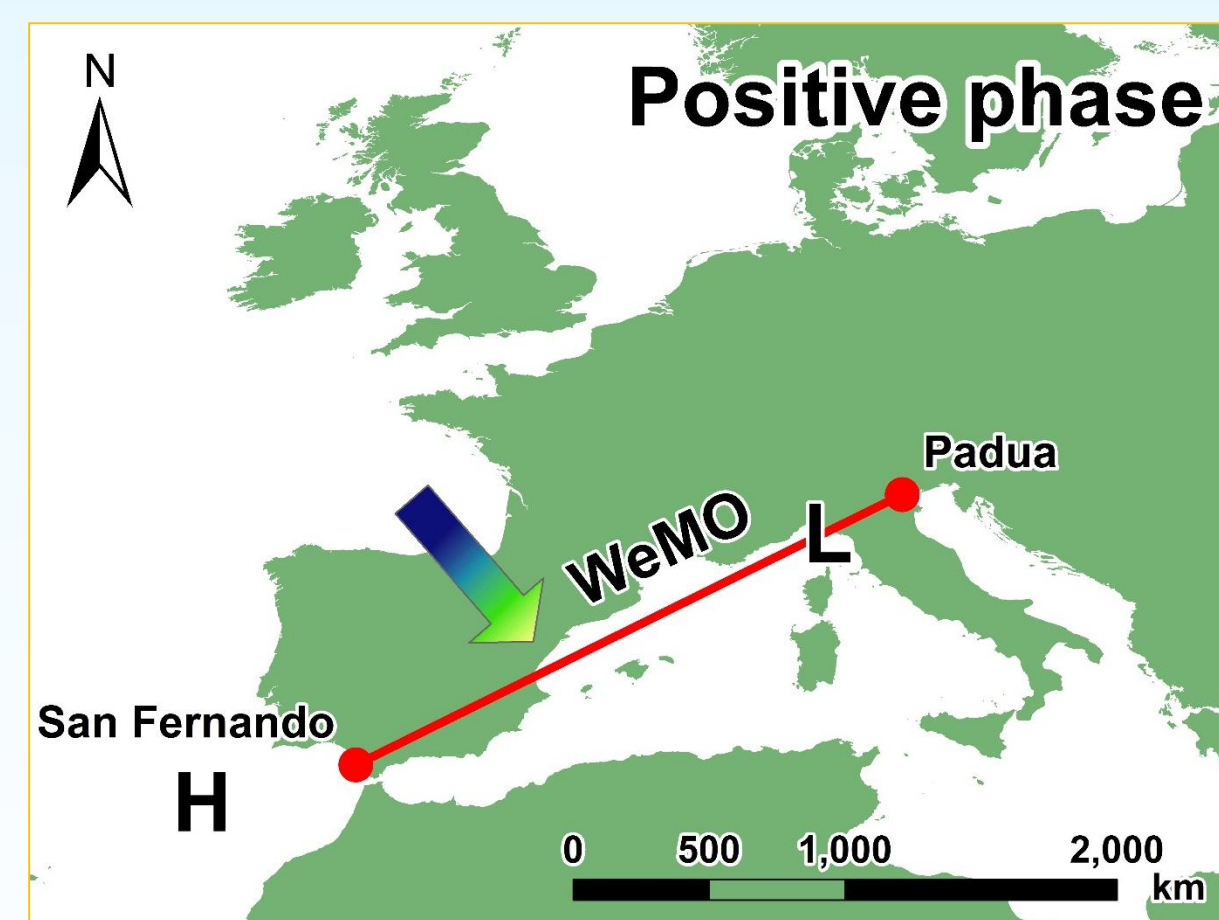 N
Positive phase
Padua
WeMO
L
San Fernando
H
0 500 1,000 2,000
km